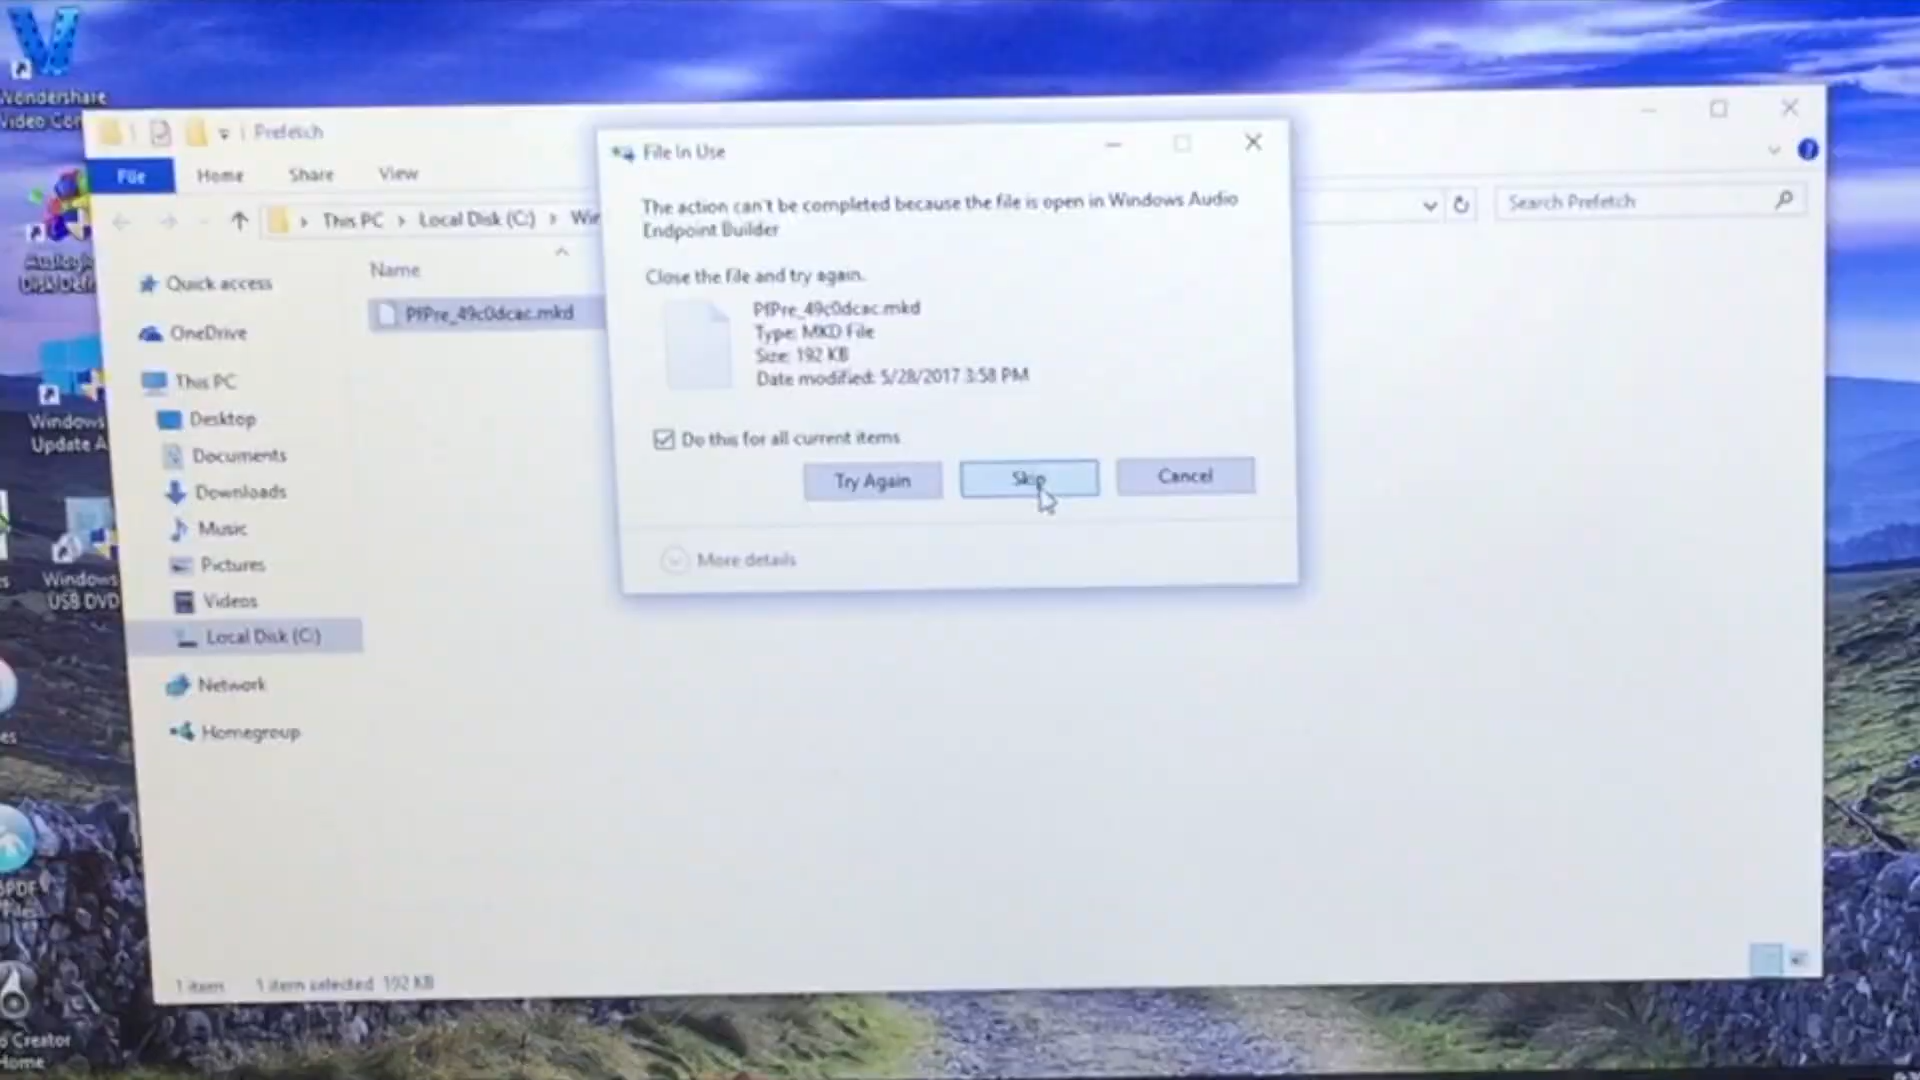 Wondershare
Prefetch
File In Use
File
Home
Share
View
The action can't be completed because the file is open in Windows Audio
Endpoint Builder
This PC
Local Disk (C:)
Search Prefetch
Close the file and try again.
Name
Quick access
PfPre_49c0dcac.mkd
PfPre_49c0dcac.mkd
Type: MKD File
Size: 192 KB
Date modified: 5/28/2017 3:58 PM
OneDrive
This PC
Desktop
Documents
Downloads
Music
Pictures
Videos
Local Disk (C:)
Network
Homegroup
Do this for all current items
Try Again
Skip
Cancel
More details
Windows
Update A
Windows
USB DVD
Creator
Home
1 item
1 item selected 192 KB